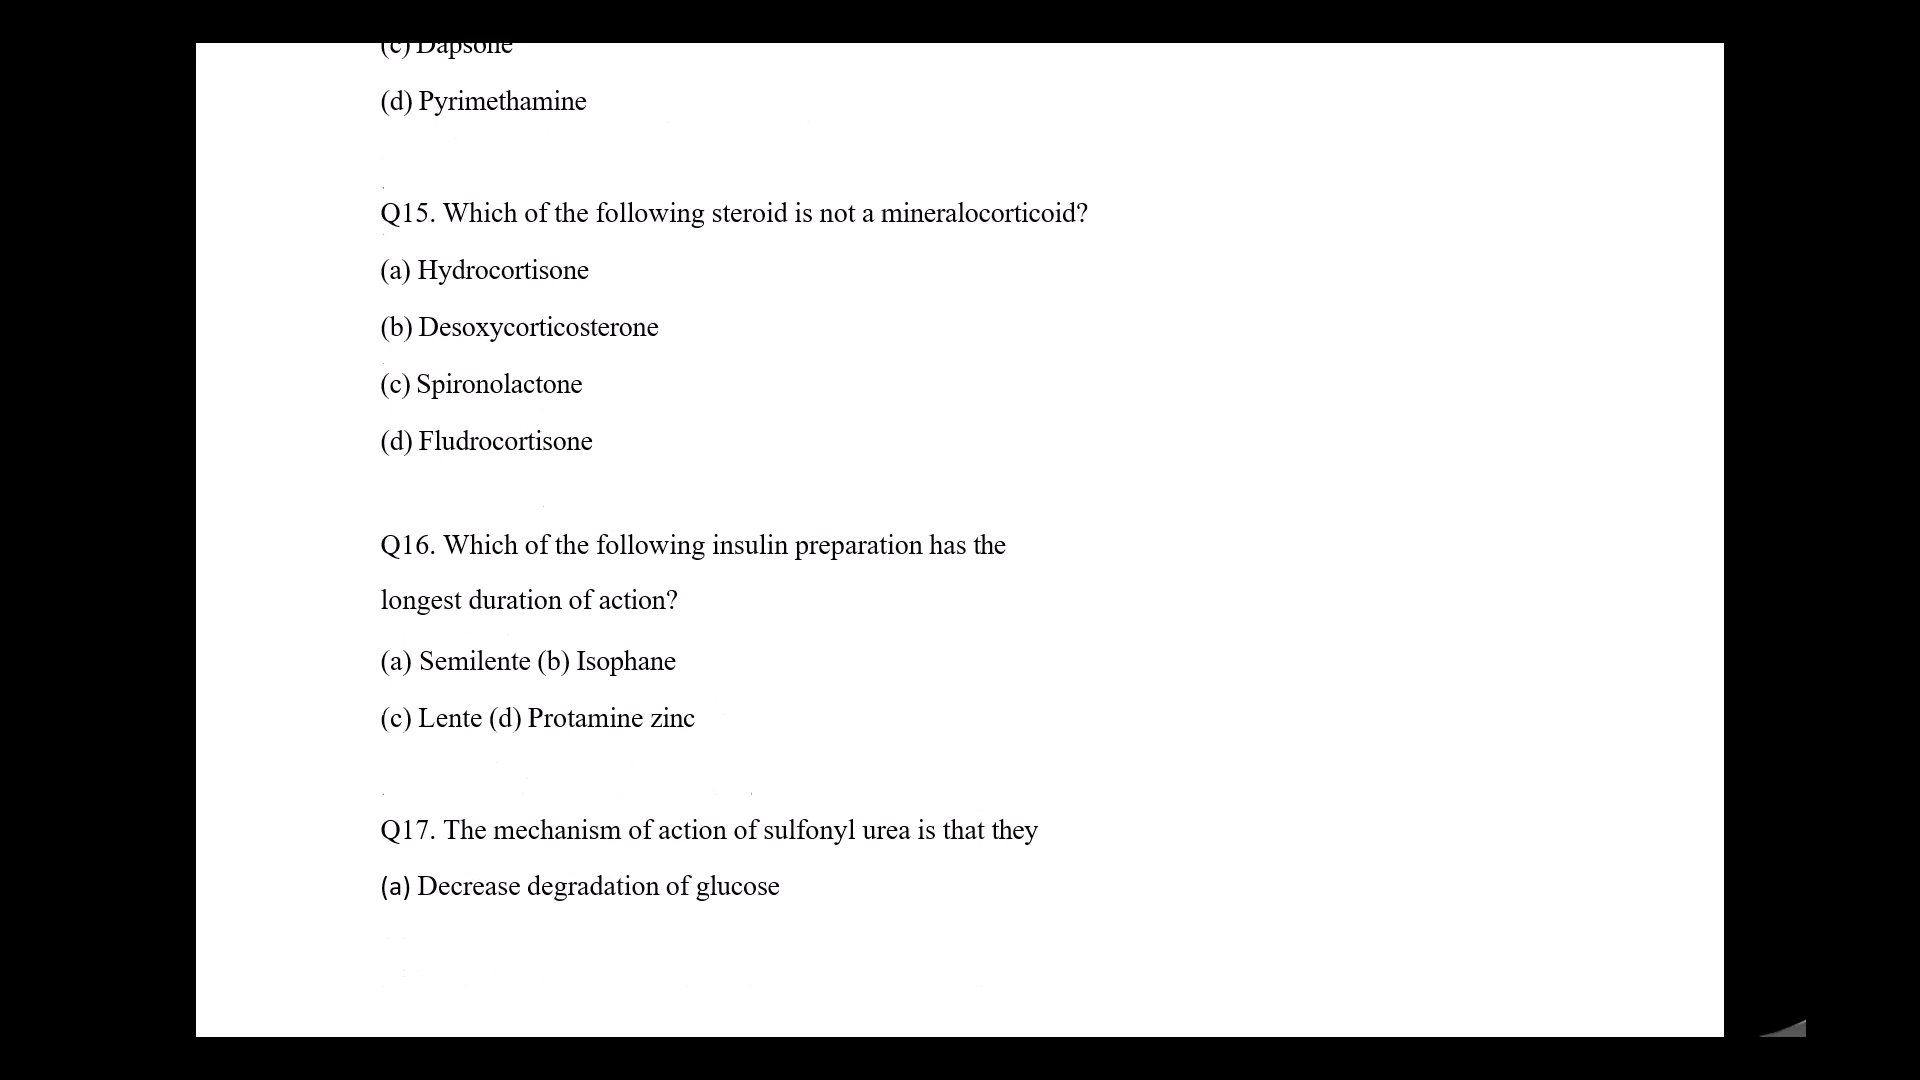 (c) Dapsone
(d) Pyrimethamine
Q15. Which of the following steroid is not a mineralocorticoid?
(a) Hydrocortisone
(b) Desoxycorticosterone
(c) Spironolactone
(d) Fludrocortisone
Q16. Which of the following insulin preparation has the
longest duration of action?
(a) Semilente (b) Isophane
(c) Lente (d) Protamine zinc
Q17. The mechanism of action of sulfonyl urea is that they
(a) Decrease degradation of glucose